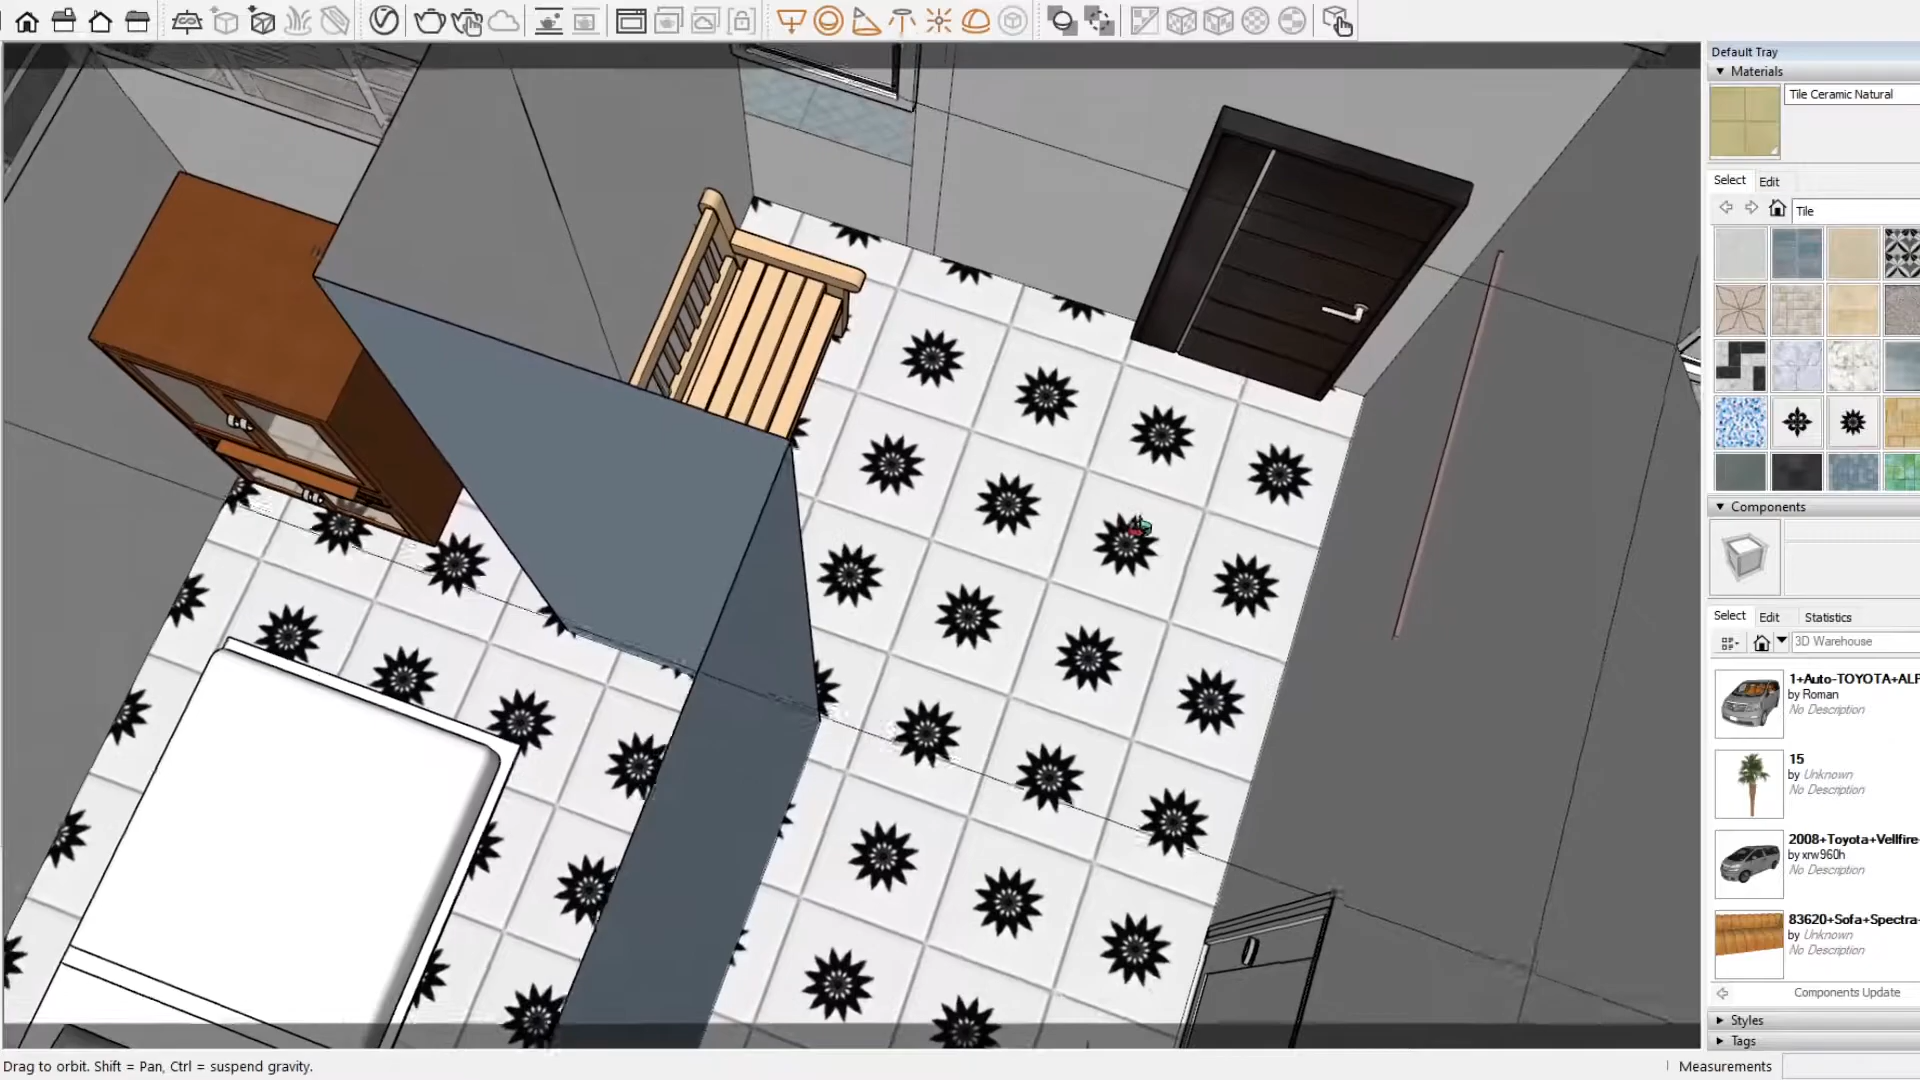 Default Tray
Materials
Tile Ceramic Natural
Select Edit
Tile
Components
Select Edit Statistics
3D Warehouse
1+Auto-TOYOTA+ALF
by Roman
No Description
15
by Unknown
No Description
2008+Toyota+Vellfire
by xrw960h
No Description
83620+Sofa+Spectra
by Unknown
No Description
Components Update
Styles
Tags
Drag to orbit. Shift = Pan, Ctrl = suspend gravity.
Measurements